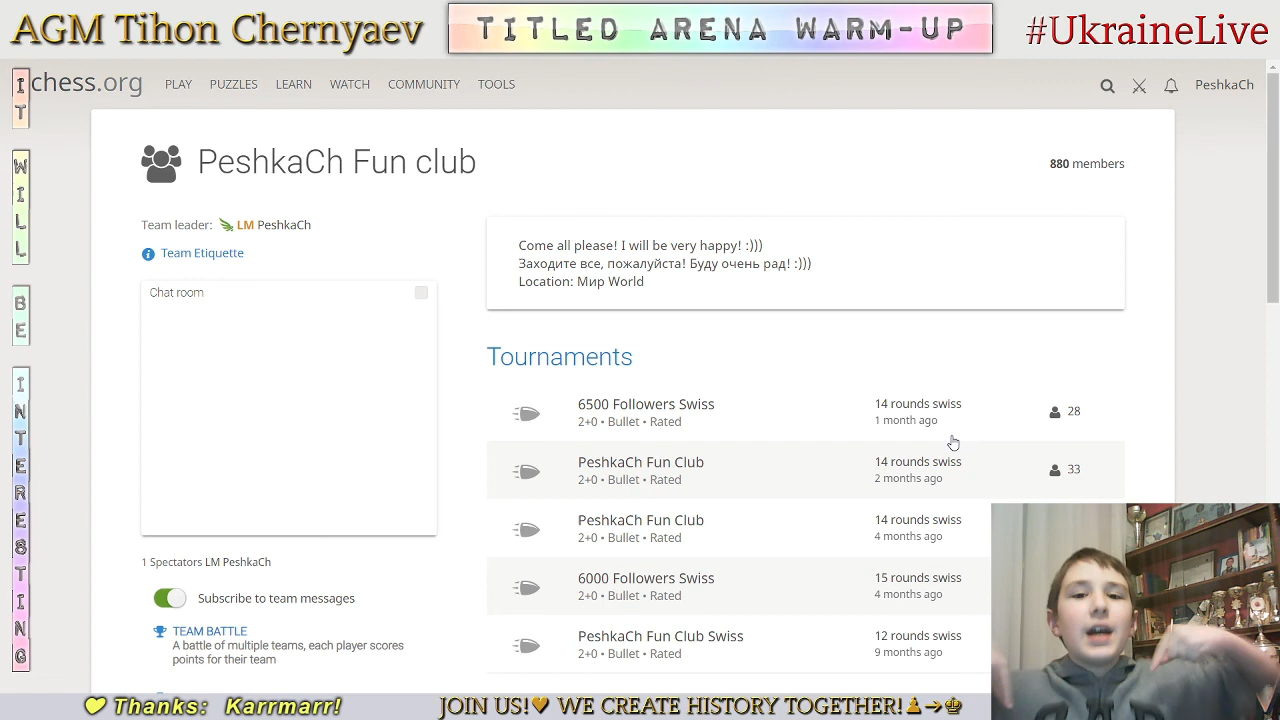 AGM Tihon Chernyaev
TITLED ARENA WARM-UP
#UkraineLive
IT WILL BE INTERESTING
chess.org
PLAY PUZZLES LEARN WATCH COMMUNITY TOOLS
PeshkaCh
PeshkaCh Fun club
880 members
Team leader: LM PeshkaCh
Team Etiquette
Chat room
1 Spectators LM PeshkaCh
Subscribe to team messages
TEAM BATTLE
A battle of multiple teams, each player scores
points for their team
Come all please! I will be very happy! :)))
Заходите все, пожалуйста! Буду очень рад! :)))
Location: Мир World
Tournaments
6500 Followers Swiss 14 rounds swiss 28
2+0 • Bullet • Rated 1 month ago
PeshkaCh Fun Club 14 rounds swiss 33
2+0 • Bullet • Rated 2 months ago
PeshkaCh Fun Club 14 rounds swiss
2+0 • Bullet • Rated 4 months ago
6000 Followers Swiss 15 rounds swiss
2+0 • Bullet • Rated 4 months ago
PeshkaCh Fun Club Swiss 12 rounds swiss
2+0 • Bullet • Rated 9 months ago
Thanks: Karrmarr!
JOIN US! WE CREATE HISTORY TOGETHER!